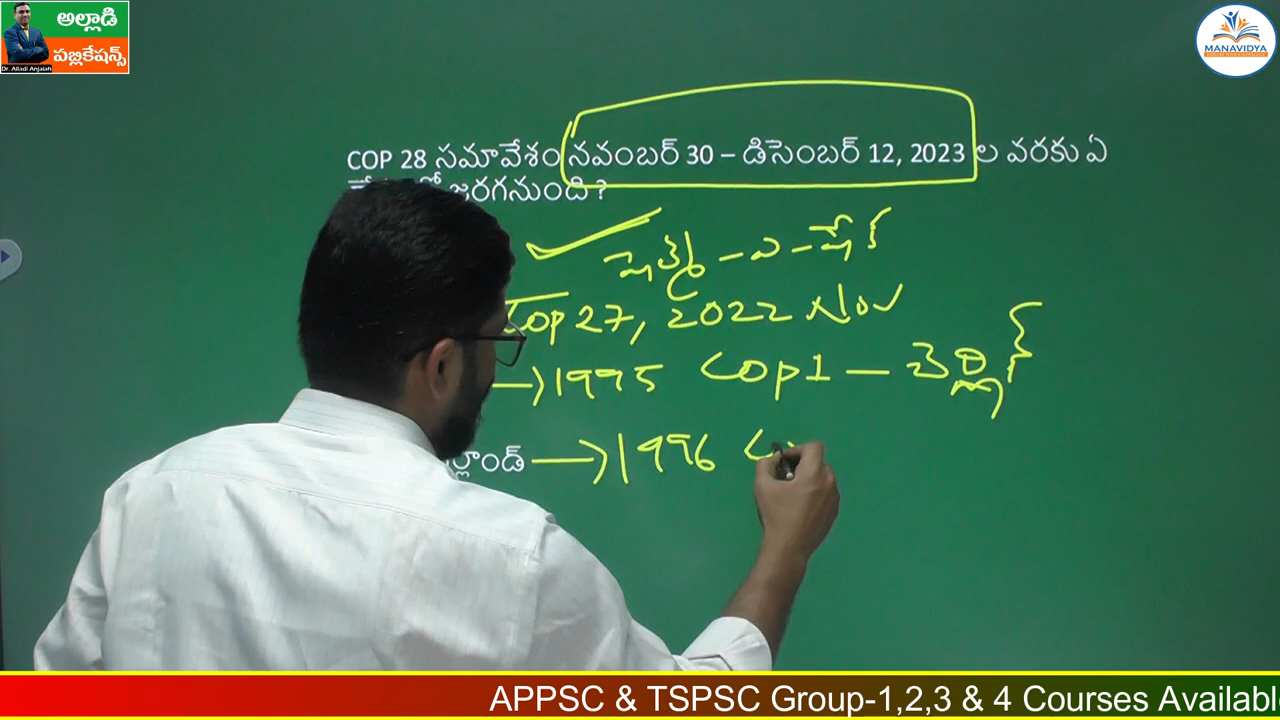 అల్లాడి
పబ్లికేషన్స్
Dr. Alladi Anjaiah
MANAVIDYA
COP 28 సమావేశం నవంబర్ 30 – డిసెంబర్ 12, 2023 ల వరకు ఏ
జరగనుంది ?
– ఎ – షేక్
Cop 27, 2022 Nov
→ 1995 Cop1 – బెర్లిన్
ల్లాండ్ → 1996
APPSC & TSPSC Group-1,2,3 & 4 Courses Availabl